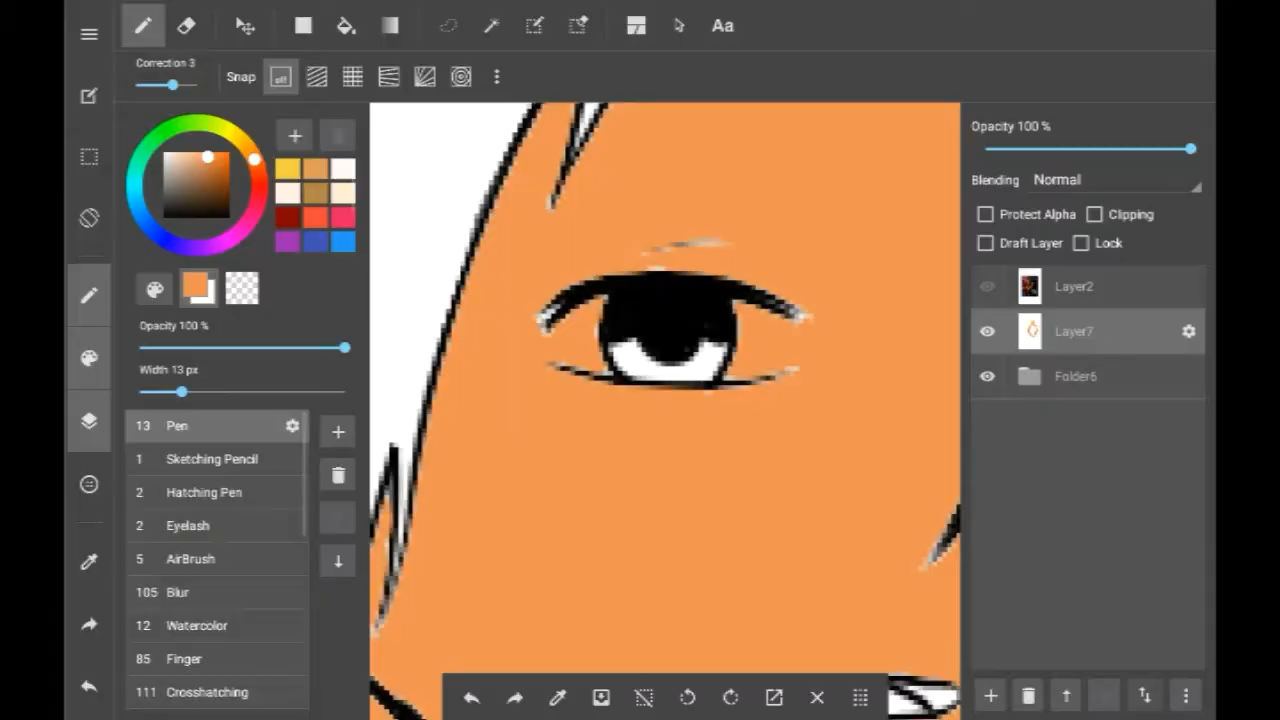 Aa
Correction 3
Snap
off
Opacity 100 %
Width 13 px
13 Pen
1 Sketching Pencil
2 Hatching Pen
2 Eyelash
5 AirBrush
105 Blur
12 Watercolor
85 Finger
111 Crosshatching
Opacity 100 %
Blending Normal
Protect Alpha Clipping
Draft Layer Lock
Layer2
Layer7
Folder6